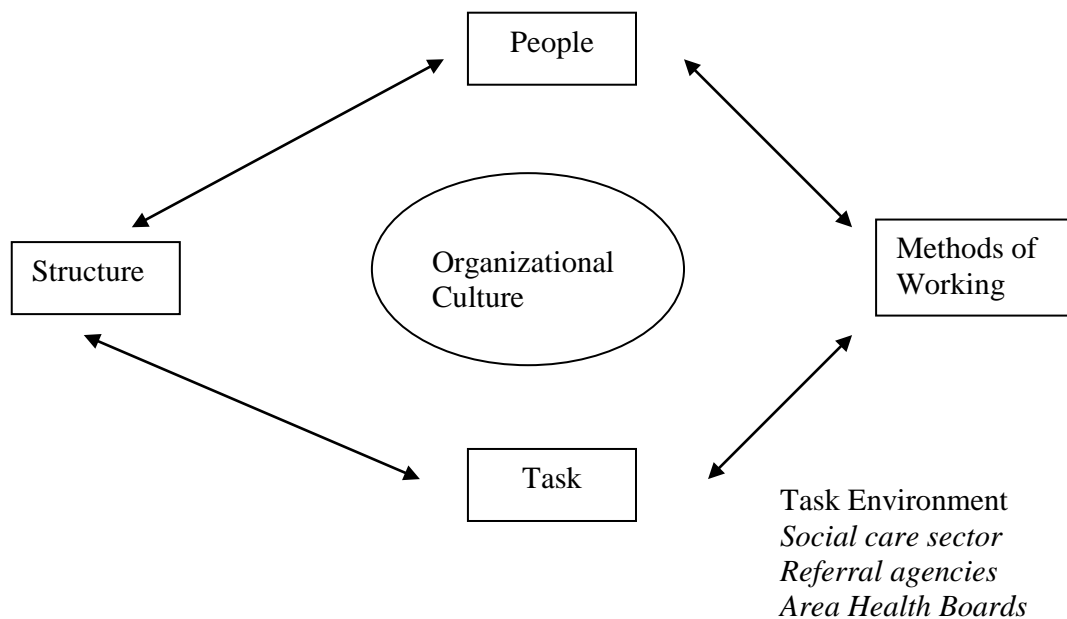 People
Structure
Organizational
Culture
Methods of
Working
Task
Task Environment
Social care sector
Referral agencies
Area Health Boards